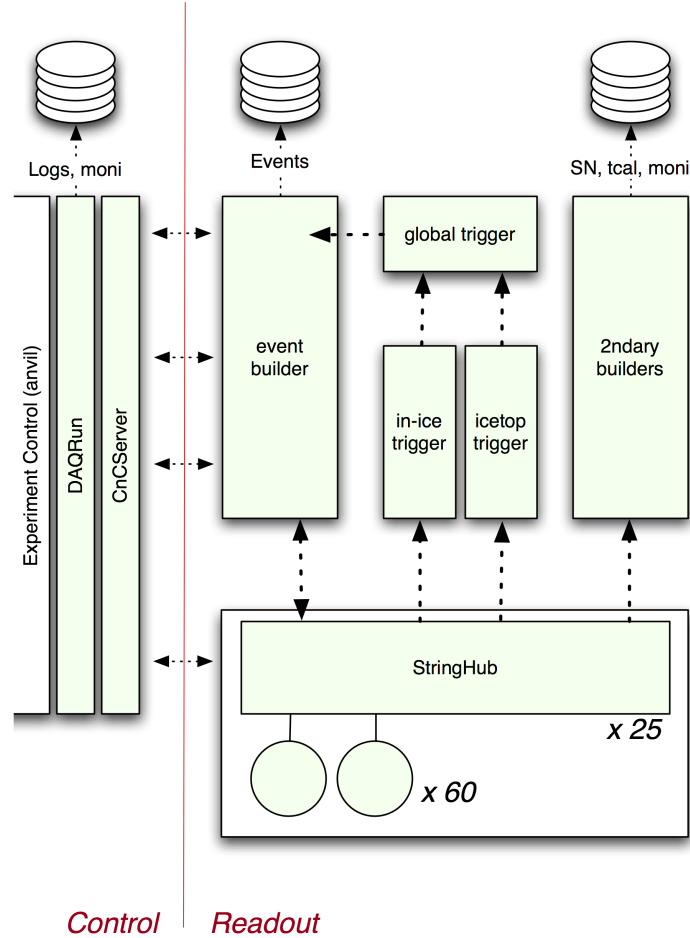 Logs, moni
Events
SN, tcal, moni
Experiment Control (anvil)
DAQRun
CnCServer
event
builder
global trigger
in-ice
trigger
icetop
trigger
2ndary
builders
StringHub
x 25
x 60
Control
Readout